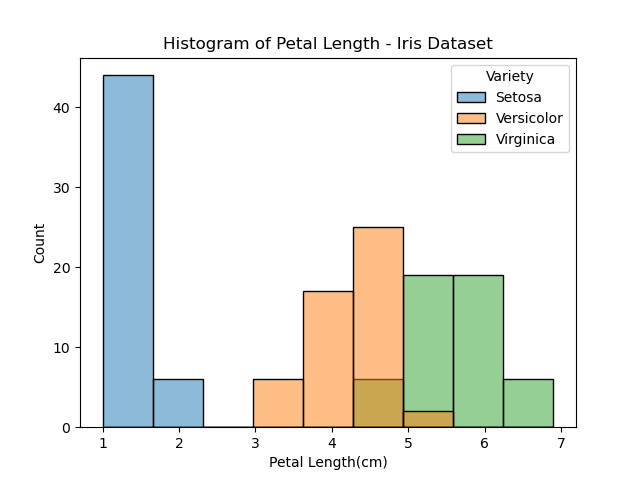 Histogram of Petal Length - Iris Dataset
Variety
Setosa
Versicolor
Virginica
Count
40
30
20
10
0
1 2 3 4 5 6 7
Petal Length(cm)